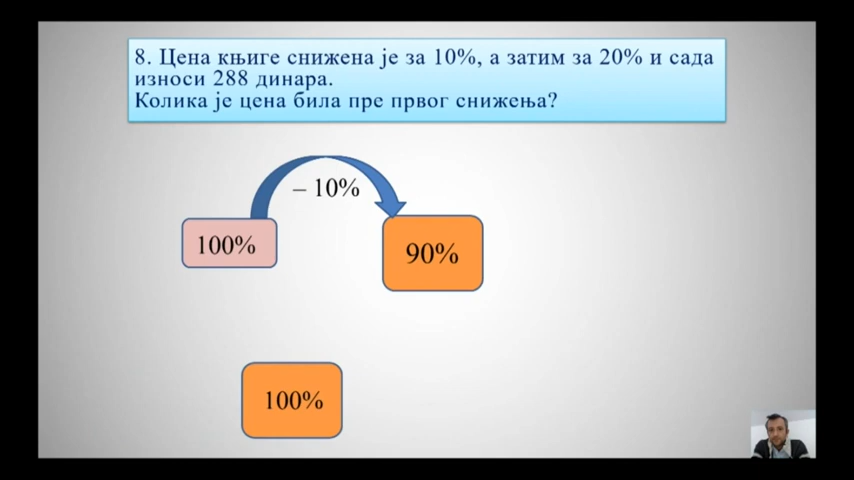 8. Цена књиге снижена је за 10%, а затим за 20% и сада
износи 288 динара.
Колика је цена била пре првог снижења?
– 10%
100%
90%
100%